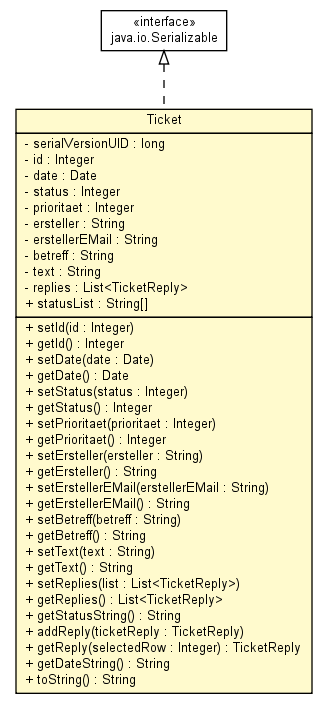 «interface»
java.io.Serializable
Ticket
- serialVersionUID : long
- id : Integer
- date : Date
- status : Integer
- prioritaet : Integer
- ersteller : String
- erstellerEMail : String
- betreff : String
- text : String
- replies : List<TicketReply>
+ statusList : String[]
+ setId(id : Integer)
+ getId() : Integer
+ setDate(date : Date)
+ getDate() : Date
+ setStatus(status : Integer)
+ getStatus() : Integer
+ setPrioritaet(prioritaet : Integer)
+ getPrioritaet() : Integer
+ setErsteller(ersteller : String)
+ getErsteller() : String
+ setErstellerEMail(erstellerEMail : String)
+ getErstellerEMail() : String
+ setBetreff(betreff : String)
+ getBetreff() : String
+ setText(text : String)
+ getText() : String
+ setReplies(list : List<TicketReply>)
+ getReplies() : List<TicketReply>
+ getStatusString() : String
+ addReply(ticketReply : TicketReply)
+ getReply(selectedRow : Integer) : TicketReply
+ getDateString() : String
+ toString() : String